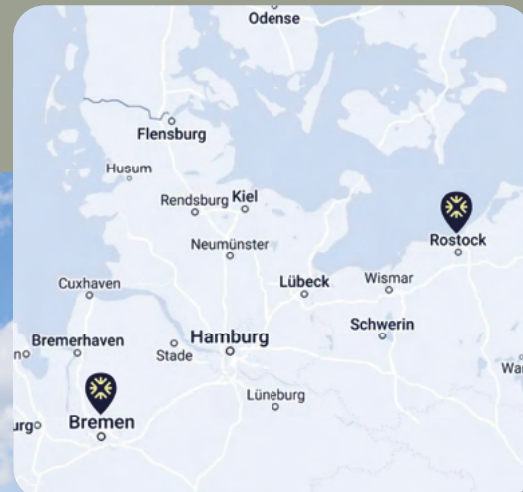 Odense
Flensburg
Husum
Rendsburg
Kiel
Neumünster
Rostock
Cuxhaven
Lübeck
Wismar
Schwerin
Hamburg
Bremerhaven
Stade
Lüneburg
Bremen